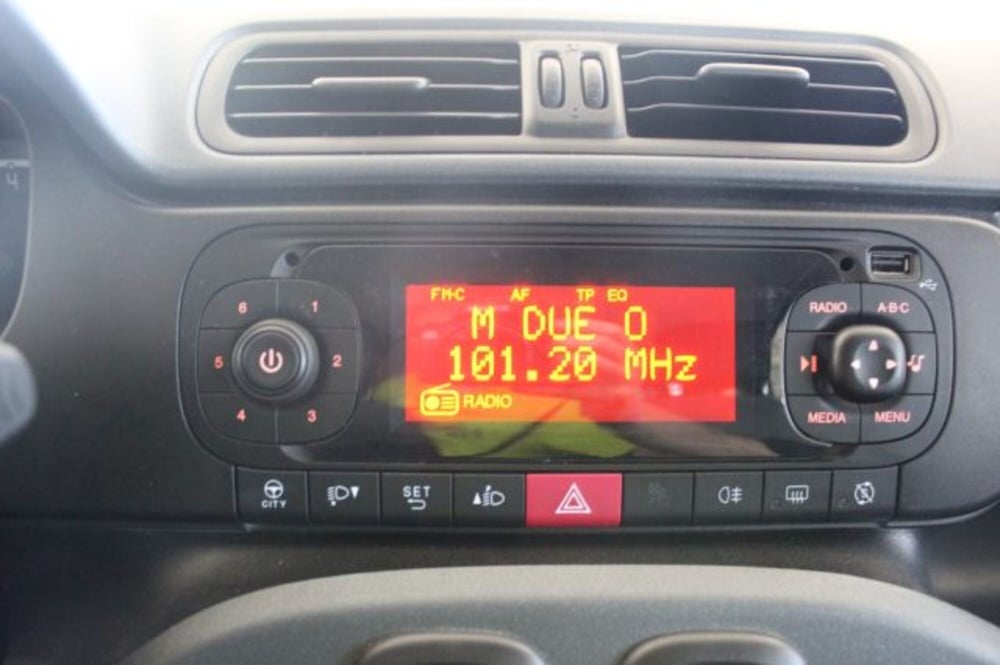 4
FM-C AF TP EQ
M DUE O
101.20 MHz
RADIO
6 1
5 2
4 3
RADIO A·B·C
MEDIA MENU
CITY
SET